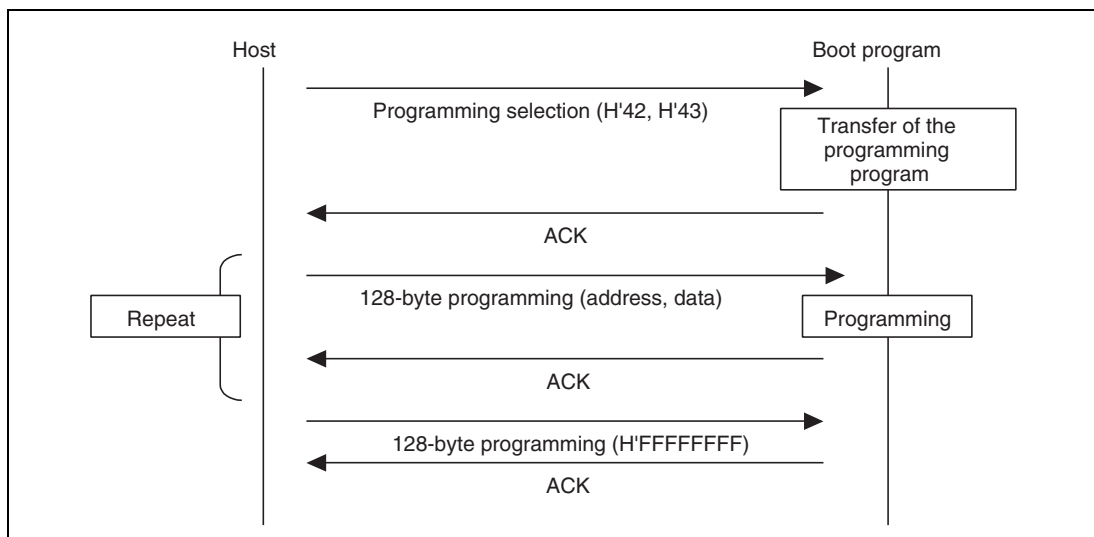 Host
Boot program
Programming selection (H'42, H'43)
Transfer of the
programming
program
ACK
128-byte programming (address, data)
Repeat
Programming
ACK
128-byte programming (H'FFFFFFFF)
ACK